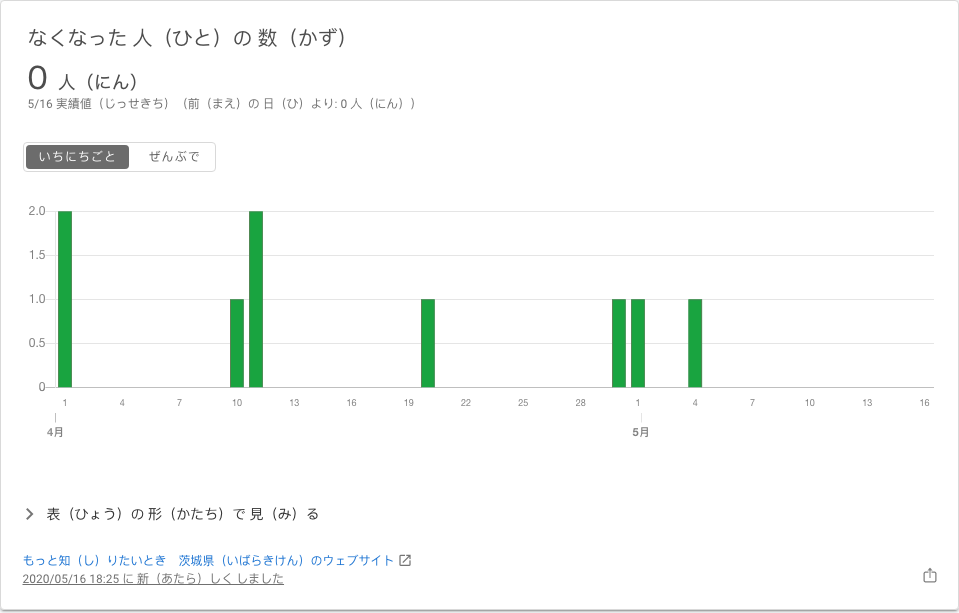 なくなった 人（ひと）の 数（かず）
0 人（にん）
5/16 実績値（じっせきち）（前（まえ）の 日（ひ）より: 0 人（にん））
いちにちごと ぜんぶで
2.0
1.5
1.0
0.5
0
1 4 7 10 13 16 19 22 25 28 1 4 7 10 13 16
4月 5月
表（ひょう）の 形（かたち）で 見（み）る
もっと知（し）りたいとき　茨城県（いばらきけん）のウェブサイト
2020/05/16 18:25 に 新（あたら）しく しました